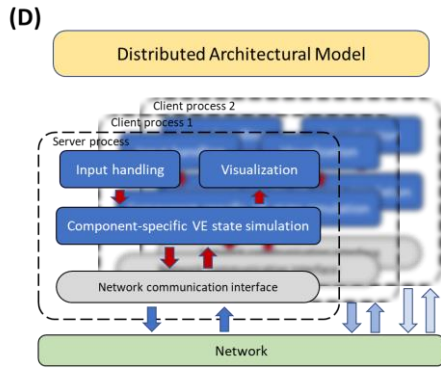 (D)
Distributed Architectural Model
Client process 2
Client process 1
Server process
Input handling
Visualization
Component-specific VE state simulation
Network communication interface
Network